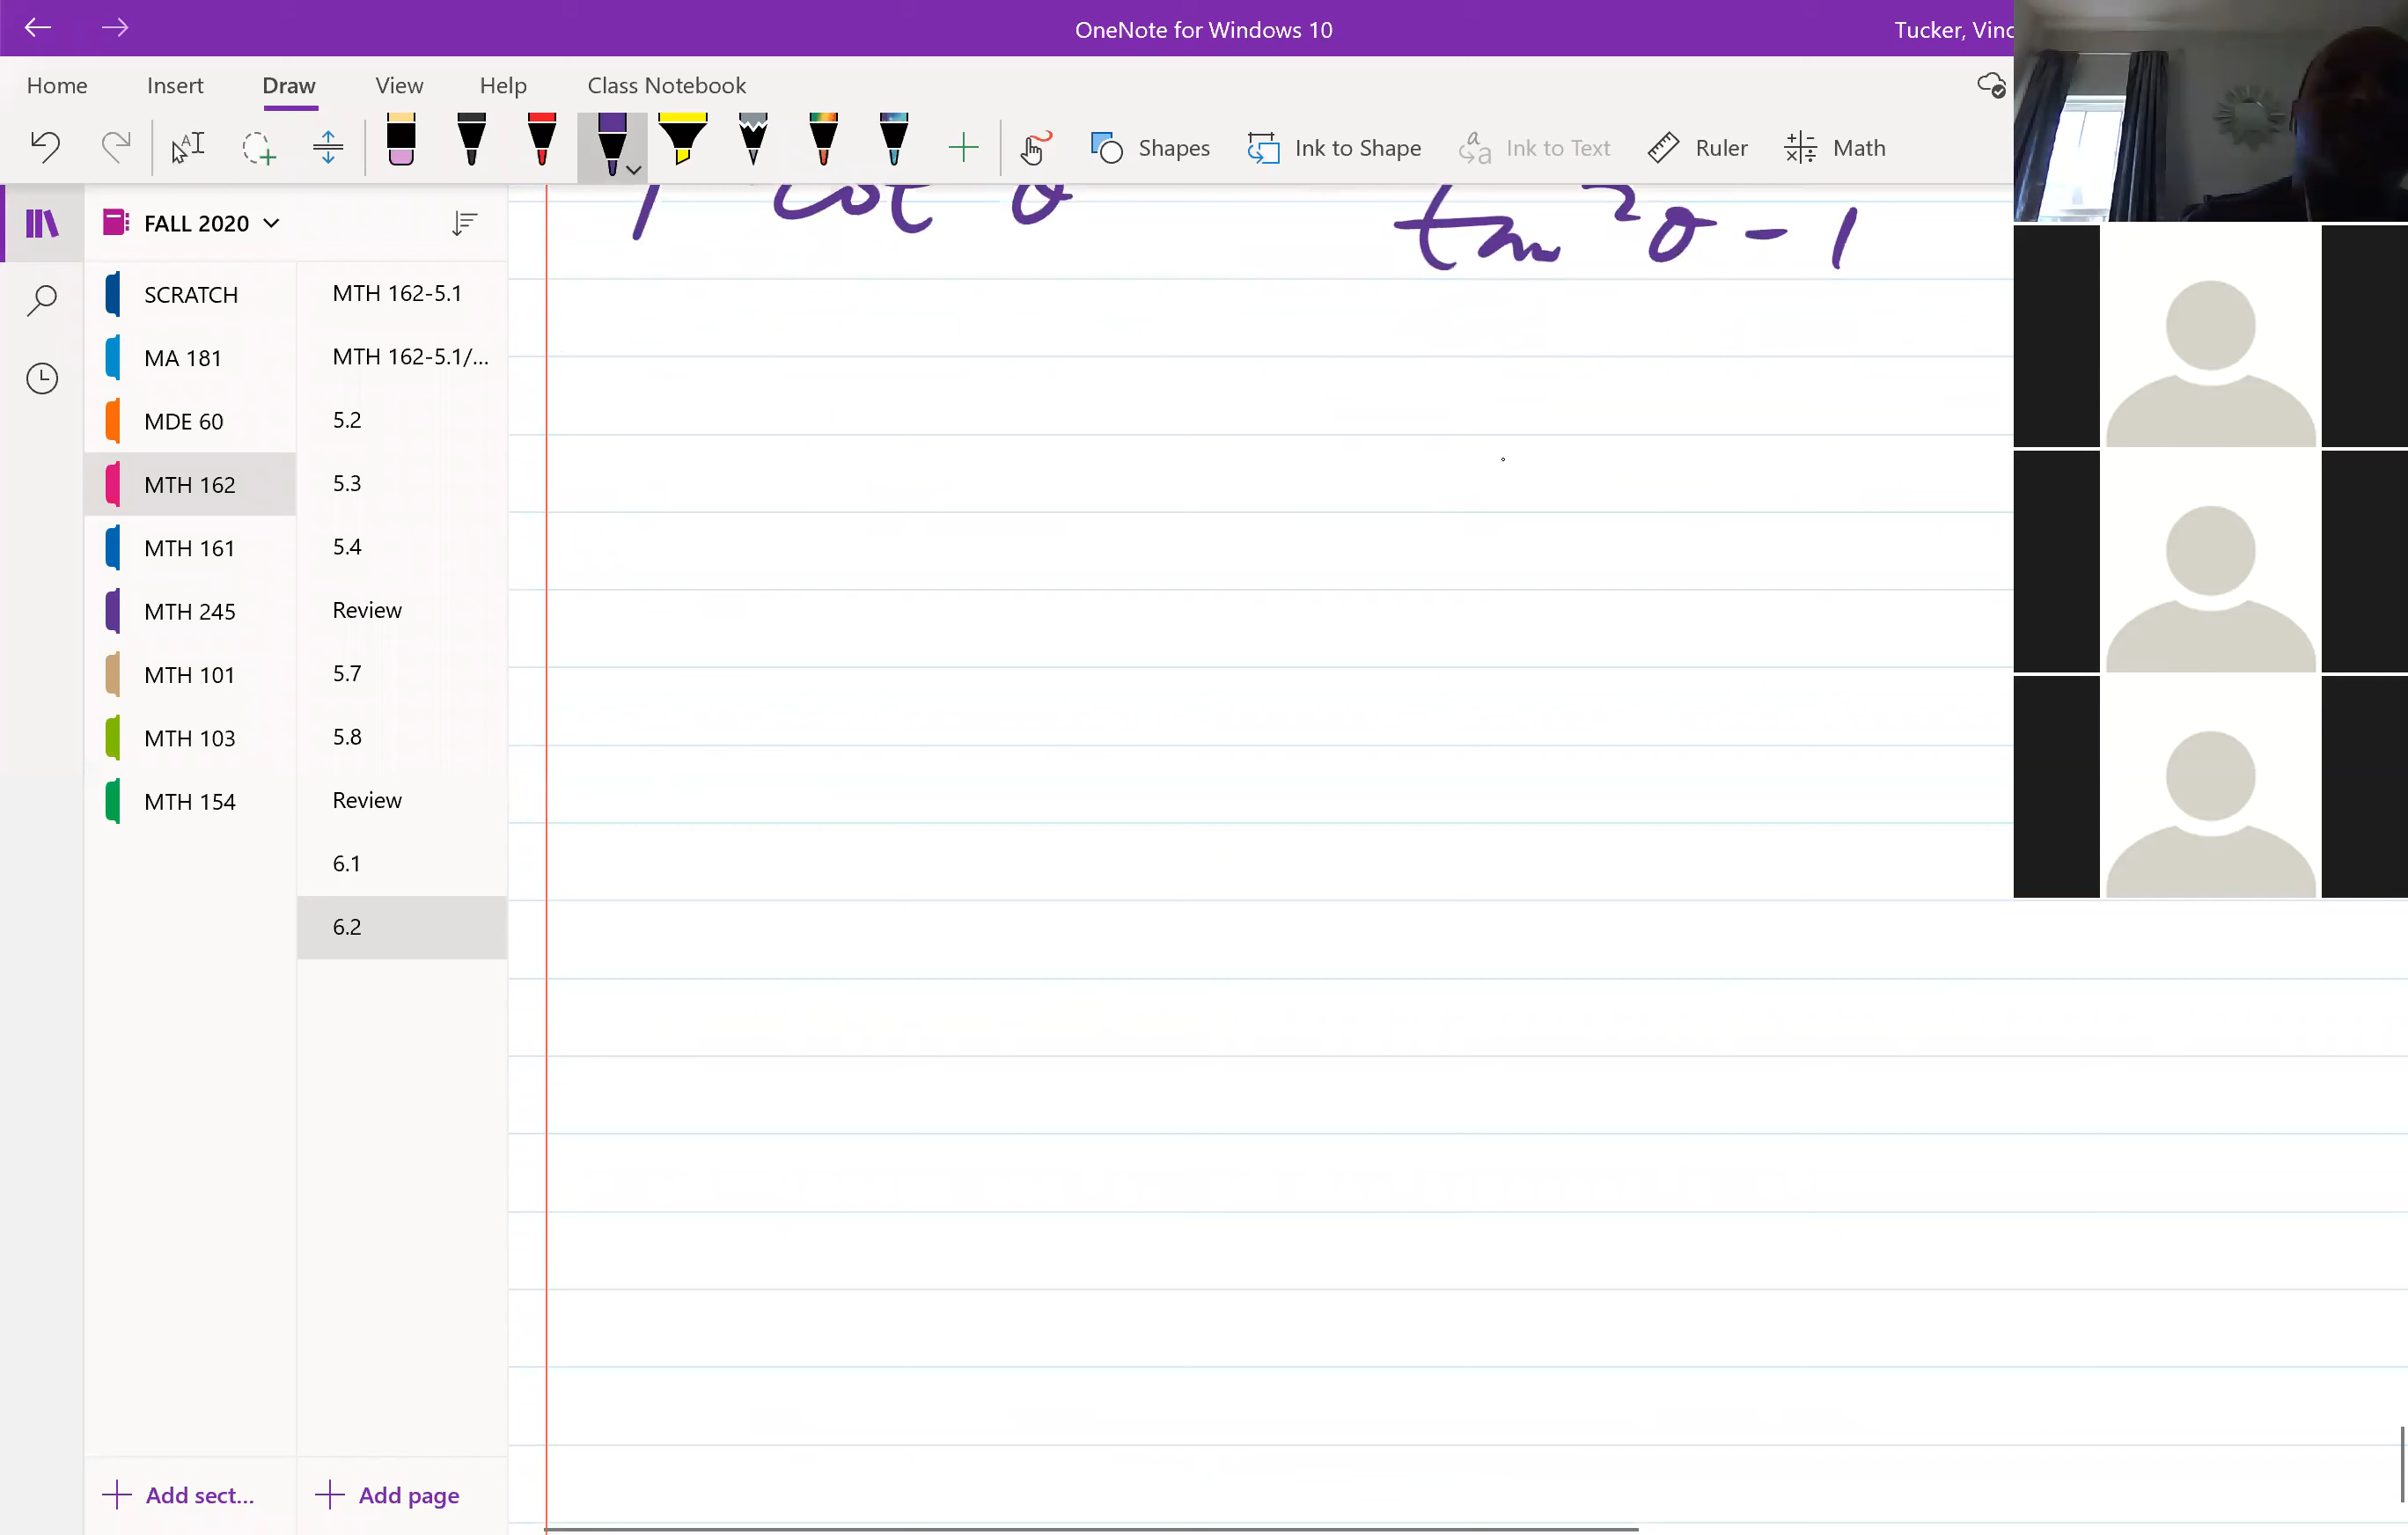 OneNote for Windows 10
Tucker, Vinc
Home Insert Draw View Help Class Notebook
Shapes Ink to Shape Ink to Text Ruler Math
cot θ
tan²θ - 1
FALL 2020
SCRATCH
MA 181
MDE 60
MTH 162
MTH 161
MTH 245
MTH 101
MTH 103
MTH 154
MTH 162-5.1
MTH 162-5.1/...
5.2
5.3
5.4
Review
5.7
5.8
Review
6.1
6.2
Add sect...
Add page